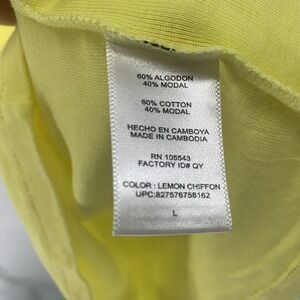 60% ALGODON
40% MODAL
60% COTTON
40% MODAL
HECHO EN CAMBOYA
MADE IN CAMBODIA
RN 105543
FACTORY ID# QY
COLOR : LEMON CHIFFON
UPC:827576758162
L